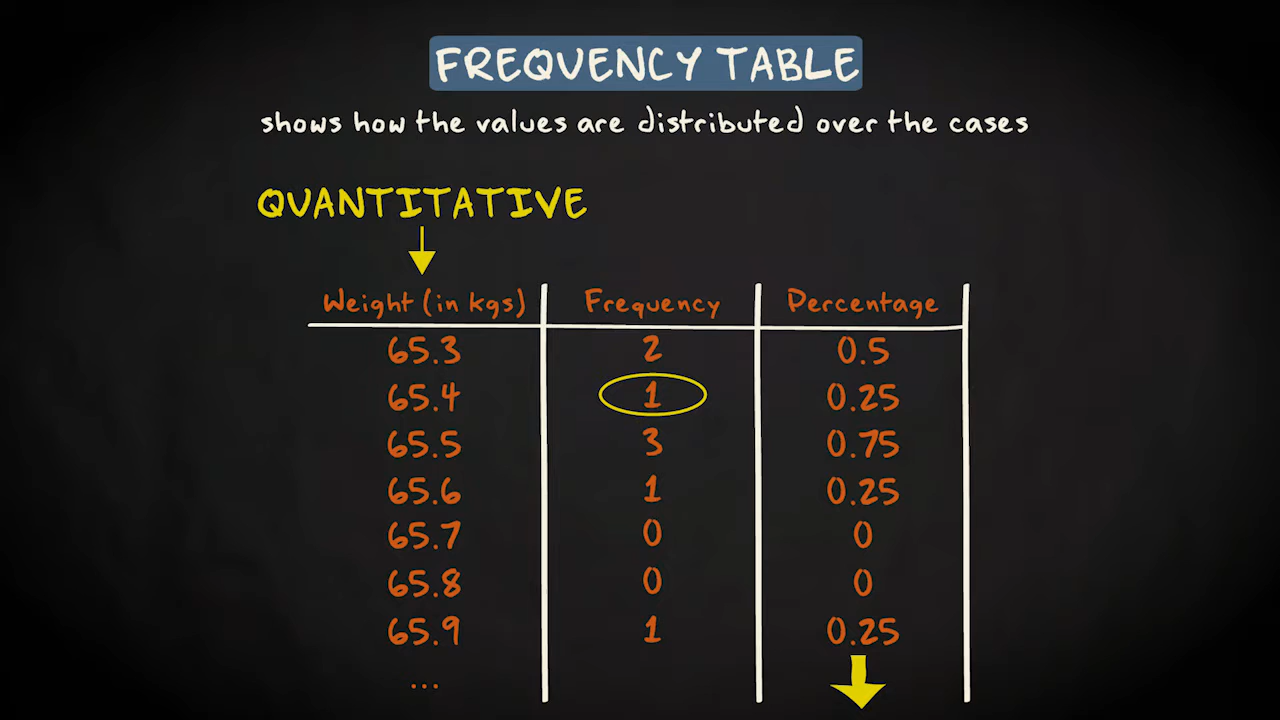 FREQUENCY TABLE
shows how the values are distributed over the cases
QUANTITATIVE
Weight (in kgs) Frequency Percentage
65.3 2 0.5
65.4 1 0.25
65.5 3 0.75
65.6 1 0.25
65.7 0 0
65.8 0 0
65.9 1 0.25
...